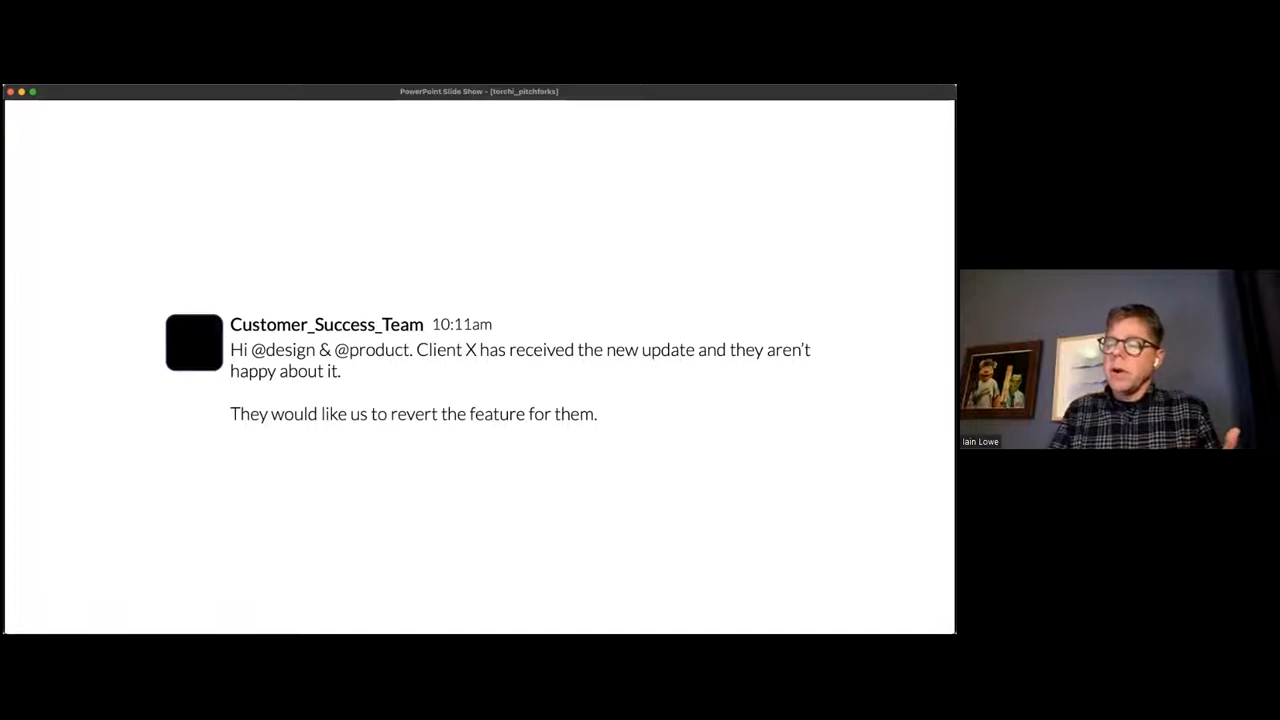 PowerPoint Slide Show - [torchi_pitchforks]
Customer_Success_Team 10:11am
Hi @design & @product. Client X has received the new update and they aren’t
happy about it.
They would like us to revert the feature for them.
Iain Lowe